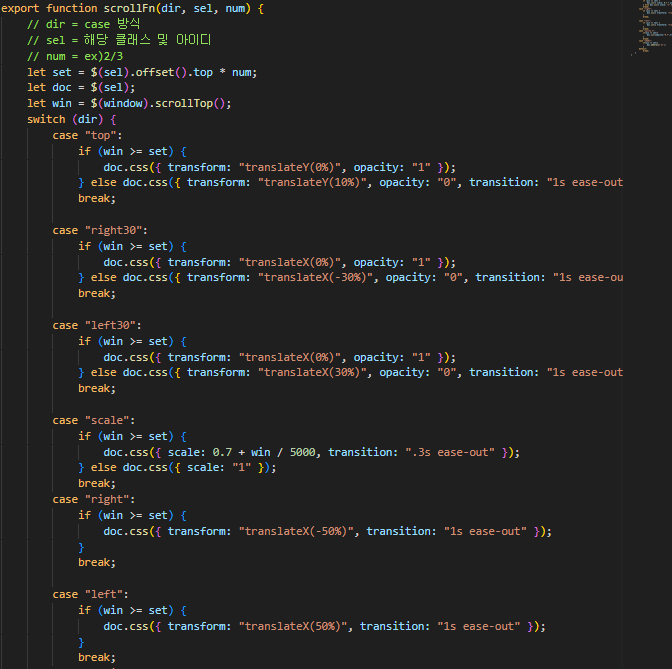 export function scrollFn(dir, sel, num) {
// dir = case 방식
// sel = 해당 클래스 및 아이디
// num = ex)2/3
let set = $(sel).offset().top * num;
let doc = $(sel);
let win = $(window).scrollTop();
switch (dir) {
case "top":
if (win >= set) {
doc.css({ transform: "translateY(0%)", opacity: "1" });
} else doc.css({ transform: "translateY(10%)", opacity: "0", transition: "1s ease-out
break;
case "right30":
if (win >= set) {
doc.css({ transform: "translateX(0%)", opacity: "1" });
} else doc.css({ transform: "translateX(-30%)", opacity: "0", transition: "1s ease-ou
break;
case "left30":
if (win >= set) {
doc.css({ transform: "translateX(0%)", opacity: "1" });
} else doc.css({ transform: "translateX(30%)", opacity: "0", transition: "1s ease-out
break;
case "scale":
if (win >= set) {
doc.css({ scale: 0.7 + win / 5000, transition: ".3s ease-out" });
} else doc.css({ scale: "1" });
break;
case "right":
if (win >= set) {
doc.css({ transform: "translateX(-50%)", transition: "1s ease-out" });
}
break;
case "left":
if (win >= set) {
doc.css({ transform: "translateX(50%)", transition: "1s ease-out" });
}
break;